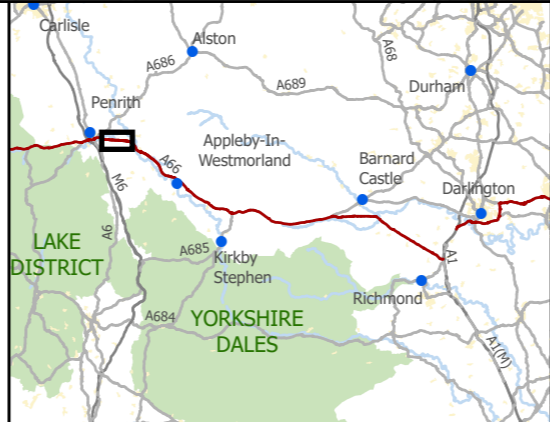 Carlisle
Alston
A686
A68
A689
Durham
Penrith
Appleby-In-
Westmorland
A66
Barnard
Castle
Darlington
M6
LAKE
DISTRICT
A6
A685
Kirkby
Stephen
A1
Richmond
A684
YORKSHIRE
DALES
A1(M)